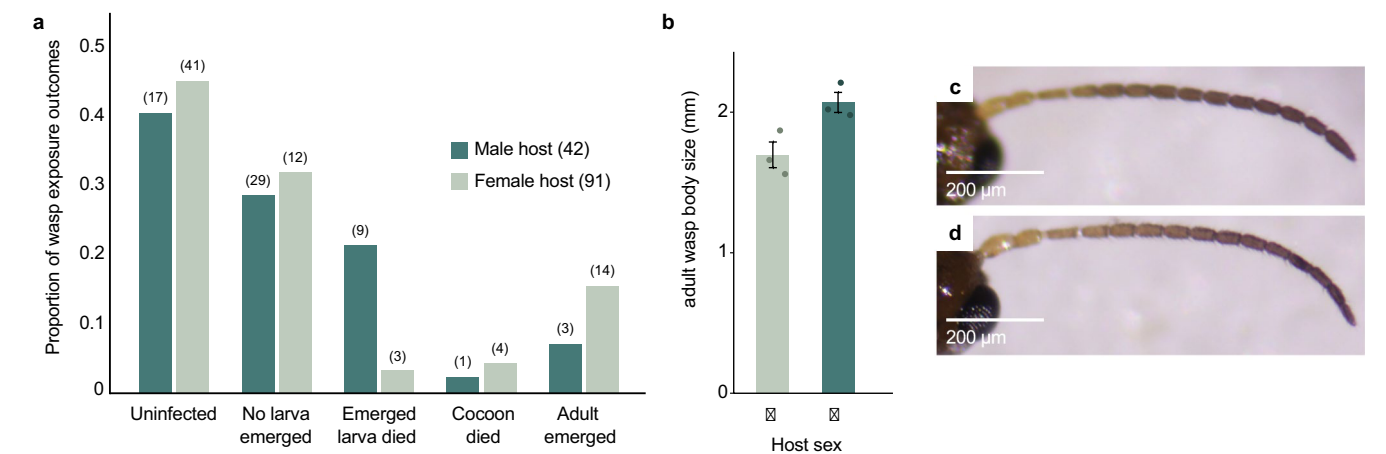 a
Proportion of wasp exposure outcomes
0.5
0.4
0.3
0.2
0.1
0
(17)
(41)
(29)
(12)
(9)
(3)
(1)
(4)
(3)
(14)
Male host (42)
Female host (91)
Uninfected
No larva
emerged
Emerged
larva died
Cocoon
died
Adult
emerged
b
adult wasp body size (mm)
2
1
0
Host sex
c
200 µm
d
200 µm